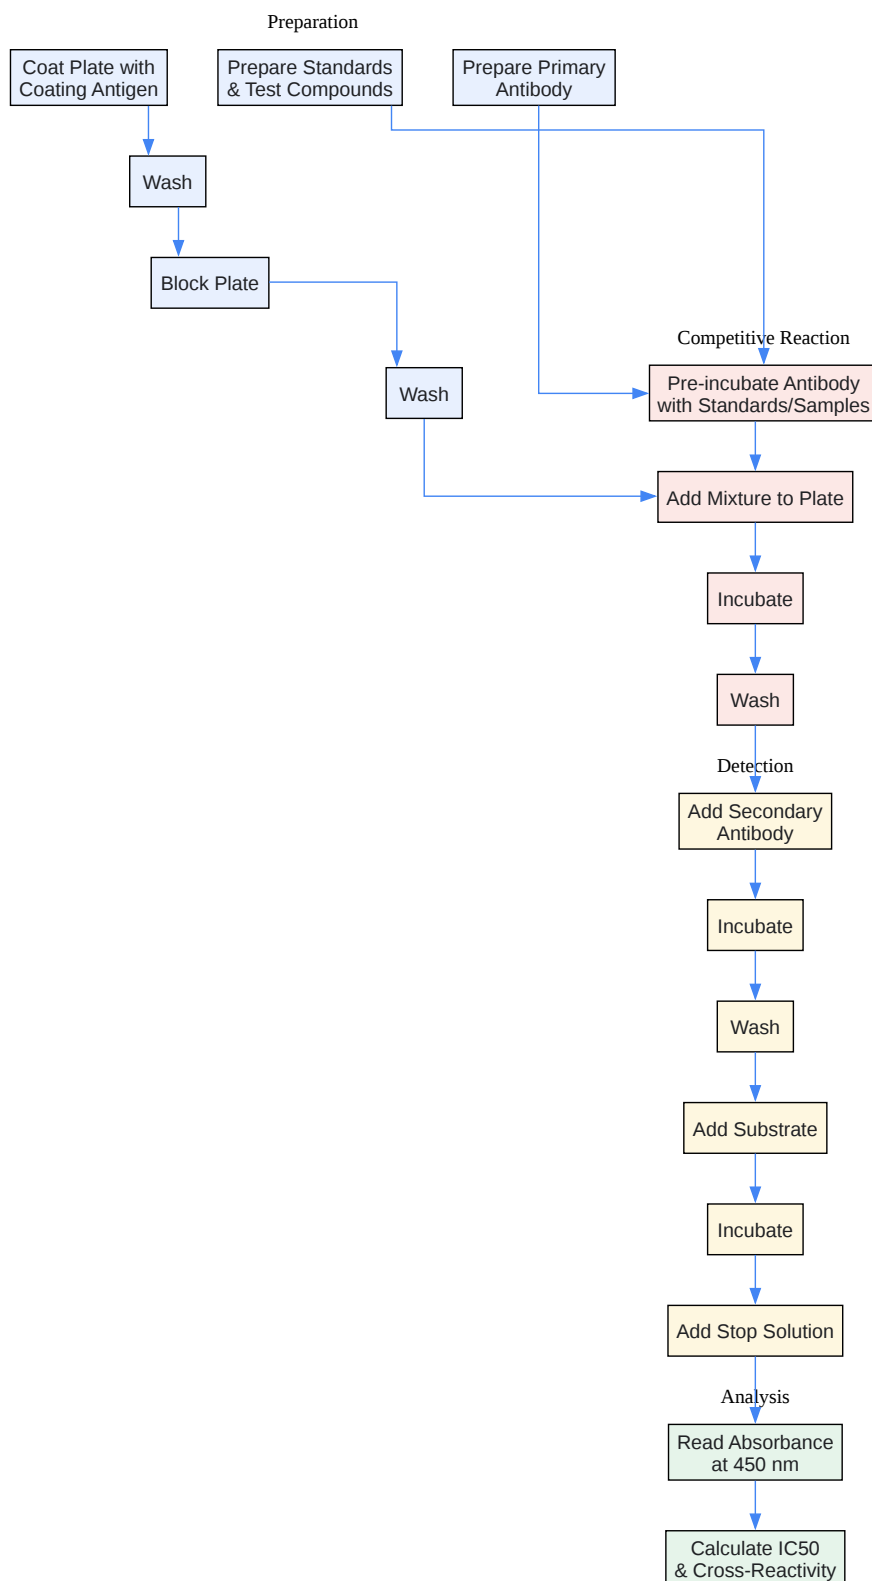 Preparation
Coat Plate with
Coating Antigen
Prepare Standards
& Test Compounds
Prepare Primary
Antibody
Wash
Block Plate
Competitive Reaction
Pre-incubate Antibody
with Standards/Samples
Wash
Add Mixture to Plate
Incubate
Wash
Detection
Add Secondary
Antibody
Incubate
Wash
Add Substrate
Incubate
Add Stop Solution
Analysis
Read Absorbance
at 450 nm
Calculate IC50
& Cross-Reactivity